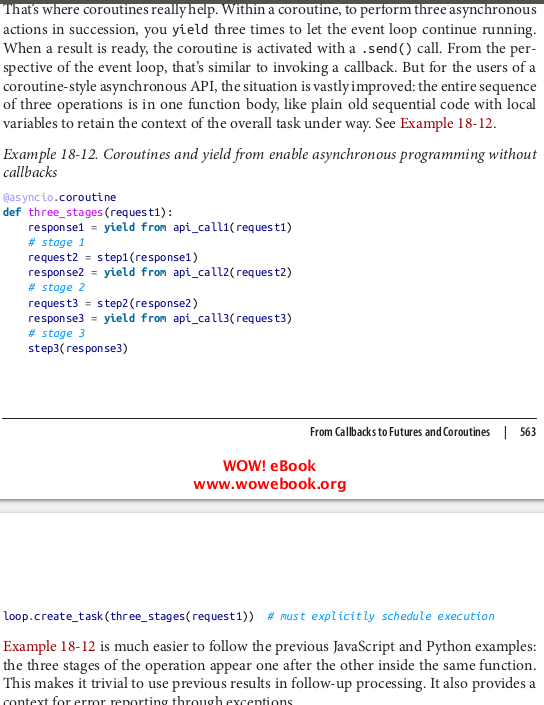 That's where coroutines really help. Within a coroutine, to perform three asynchronous
actions in succession, you yield three times to let the event loop continue running.
When a result is ready, the coroutine is activated with a .send() call. From the per-
spective of the event loop, that's similar to invoking a callback. But for the users of a
coroutine-style asynchronous API, the situation is vastly improved: the entire sequence
of three operations is in one function body, like plain old sequential code with local
variables to retain the context of the overall task under way. See Example 18-12.
Example 18-12. Coroutines and yield from enable asynchronous programming without
callbacks
@asyncio.coroutine
def three_stages(request1):
    response1 = yield from api_call1(request1)
    # stage 1
    request2 = step1(response1)
    response2 = yield from api_call2(request2)
    # stage 2
    request3 = step2(response2)
    response3 = yield from api_call3(request3)
    # stage 3
    step3(response3)
From Callbacks to Futures and Coroutines | 563
WOW! eBook
www.wowebook.org
loop.create_task(three_stages(request1))  # must explicitly schedule execution
Example 18-12 is much easier to follow the previous JavaScript and Python examples:
the three stages of the operation appear one after the other inside the same function.
This makes it trivial to use previous results in follow-up processing. It also provides a
context for error reporting through exceptions.